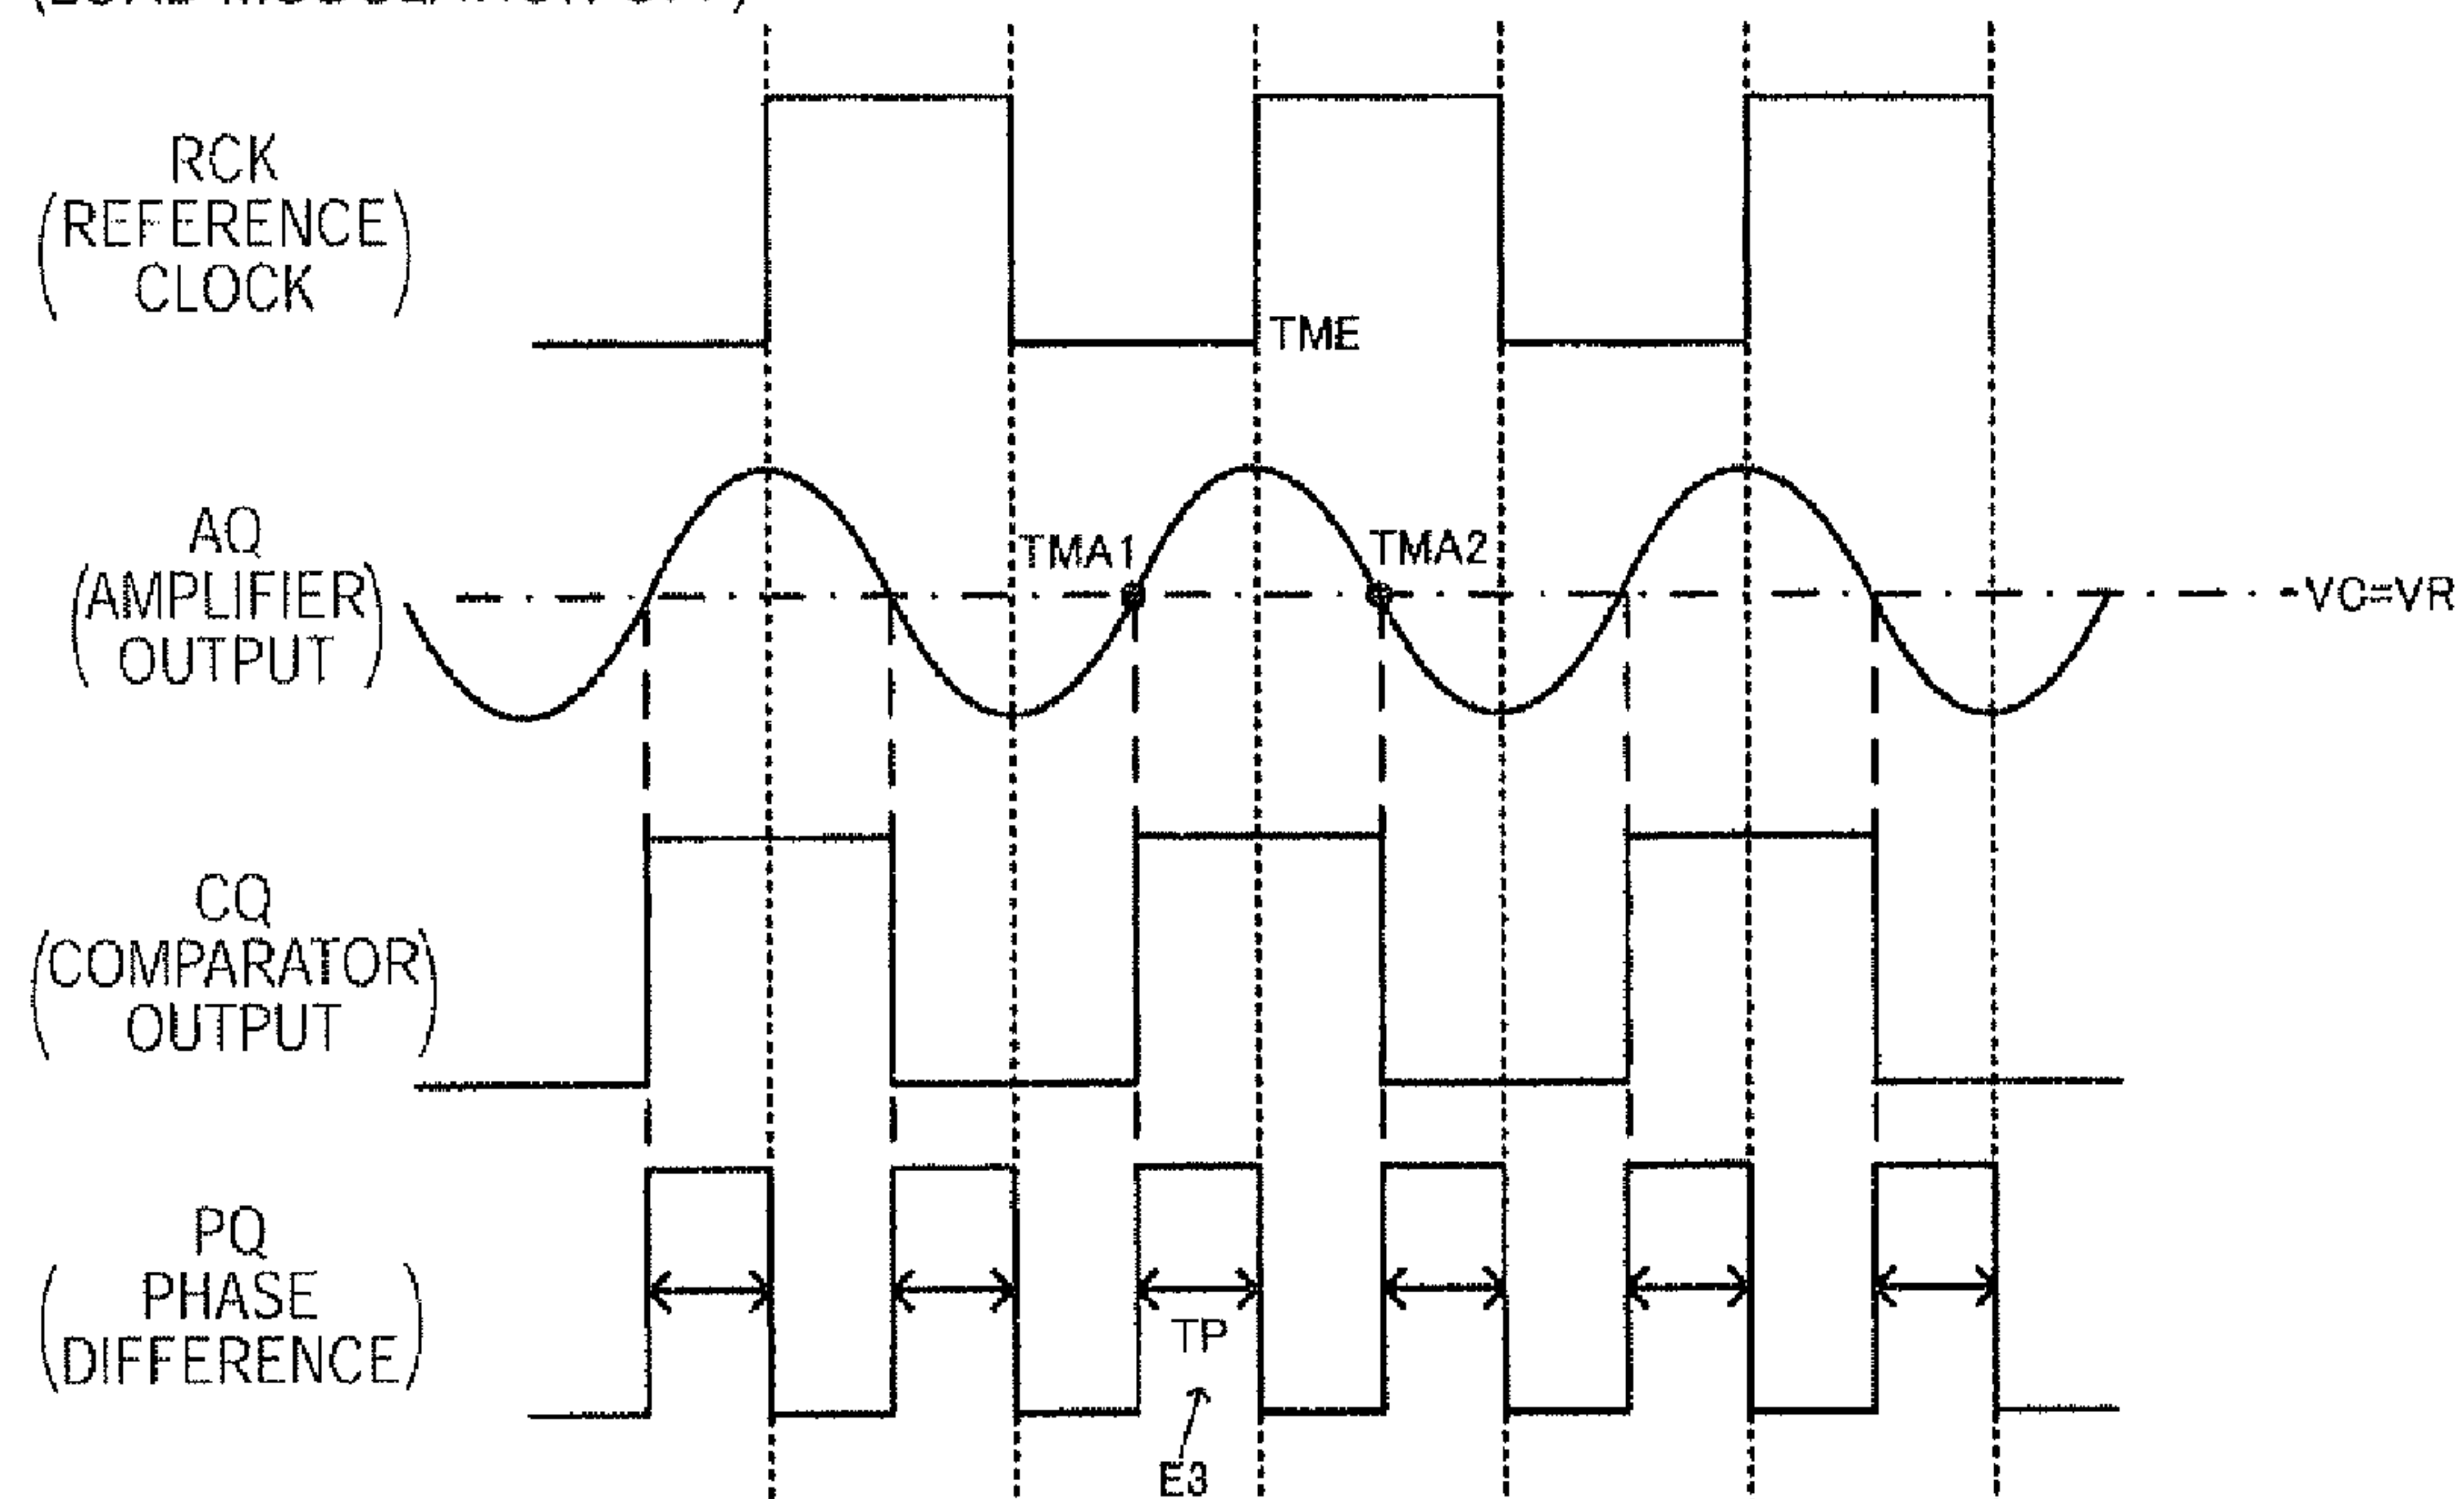 RCK
(REFERENCE
CLOCK)
TME
AQ
(AMPLIFIER
OUTPUT)
TMA1
TMA2
VC=VR
CQ
(COMPARATOR
OUTPUT)
PQ
(PHASE
DIFFERENCE)
TP
E3